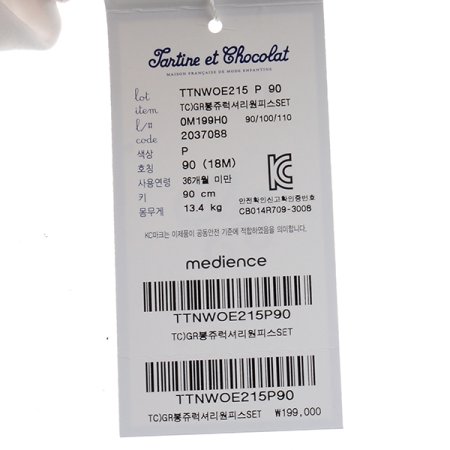 Tartine et Chocolat
MAISON FRANÇAISE DE MODE ENFANTINE
lot TTNWOE215 P 90
item TC)GR봉쥬럭셔리원피스SET
l/# 0M199H0 90/100/110
code 2037088
색상 P
호칭 90 (18M)
사용연령 36개월 미만
키 90 cm
몸무게 13.4 kg
안전확인신고확인증번호
CB014R709-3008
KC마크는 이제품이 공동안전 기준에 적합하였음을 의미합니다.
medience
TTNWOE215P90
TC)GR봉쥬럭셔리원피스SET
TTNWOE215P90
TC)GR봉쥬럭셔리원피스SET ₩199,000